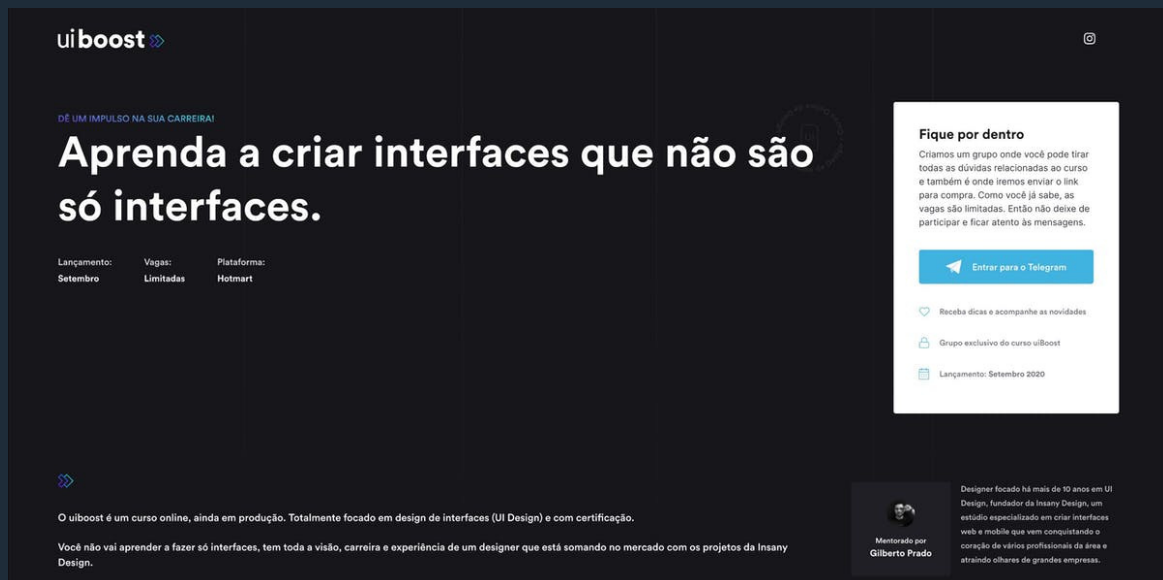 uiboost
DÊ UM IMPULSO NA SUA CARREIRA!
Aprenda a criar interfaces que não são
só interfaces.
Lançamento:
Setembro
Vagas:
Limitadas
Plataforma:
Hotmart
Fique por dentro
Criamos um grupo onde você pode tirar
todas as dúvidas relacionadas ao curso
e também é onde iremos enviar o link
para compra. Como você já sabe, as
vagas são limitadas. Então não deixe de
participar e ficar atento às mensagens.
Entrar para o Telegram
Receba dicas e acompanhe as novidades
Grupo exclusivo do curso uiBoost
Lançamento: Setembro 2020
O uiboost é um curso online, ainda em produção. Totalmente focado em design de interfaces (UI Design) e com certificação.
Você não vai aprender a fazer só interfaces, tem toda a visão, carreira e experiência de um designer que está somando no mercado com os projetos da Insany
Design.
Mentorado por
Gilberto Prado
Designer focado há mais de 10 anos em UI
Design, fundador da Insany Design, um
estúdio especializado em criar interfaces
web e mobile que vem conquistando o
coração de vários profissionais da área e
atraindo olhares de grandes empresas.